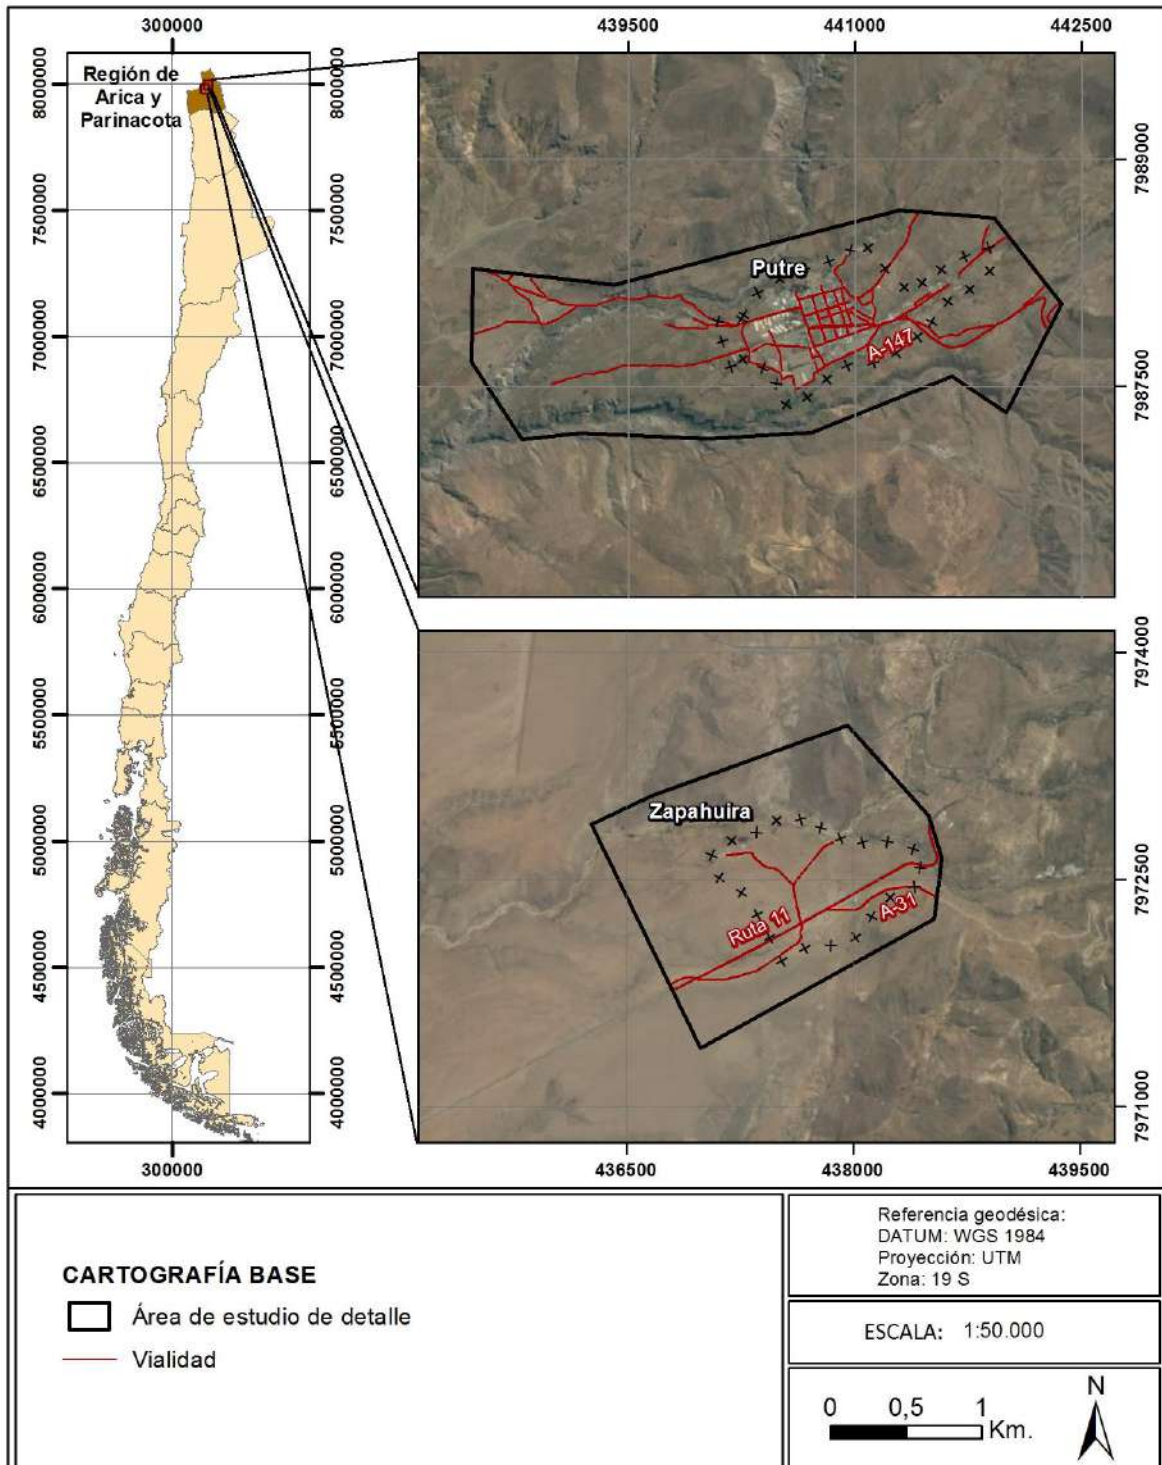 300000
439500
441000
442500
Región de
Arica y
Parinacota
8000000
8000000
7500000
7500000
7000000
7000000
6500000
6500000
6000000
6000000
5500000
5500000
5000000
5000000
4500000
4500000
4000000
4000000
300000
7989000
7987500
Putre
A-147
7974000
7972500
7971000
Zapahuira
Ruta 11
A-31
436500
438000
439500
CARTOGRAFÍA BASE
Área de estudio de detalle
Vialidad
Referencia geodésica:
DATUM: WGS 1984
Proyección: UTM
Zona: 19 S
ESCALA: 1:50.000
0 0,5 1
Km.
N